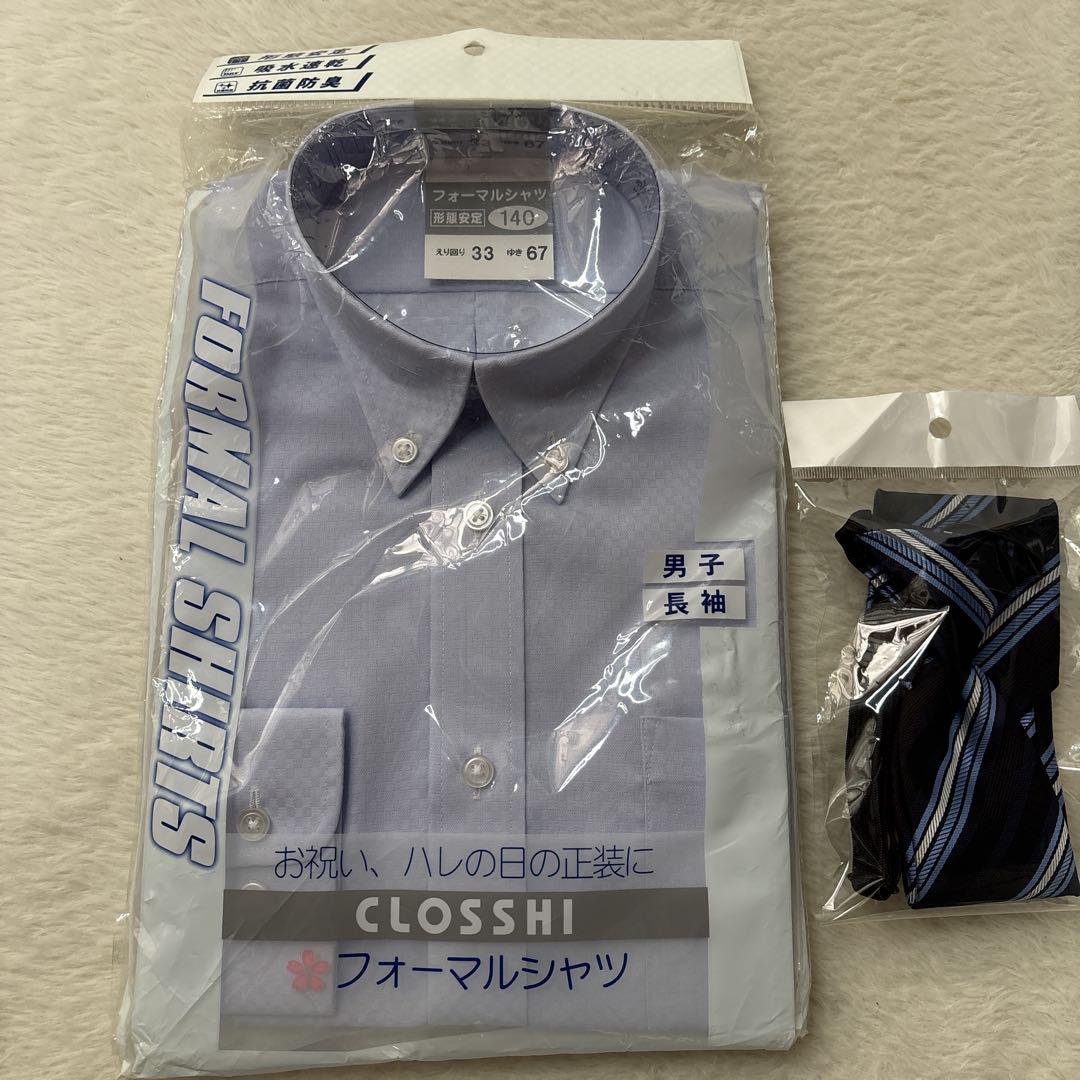 形態安定
吸水速乾
抗菌防臭
67
フォーマルシャツ
形態安定 140
えり回り 33 ゆき 67
FORMAL SHIRTS
男子
長袖
お祝い、ハレの日の正装に
CLOSSHI
フォーマルシャツ